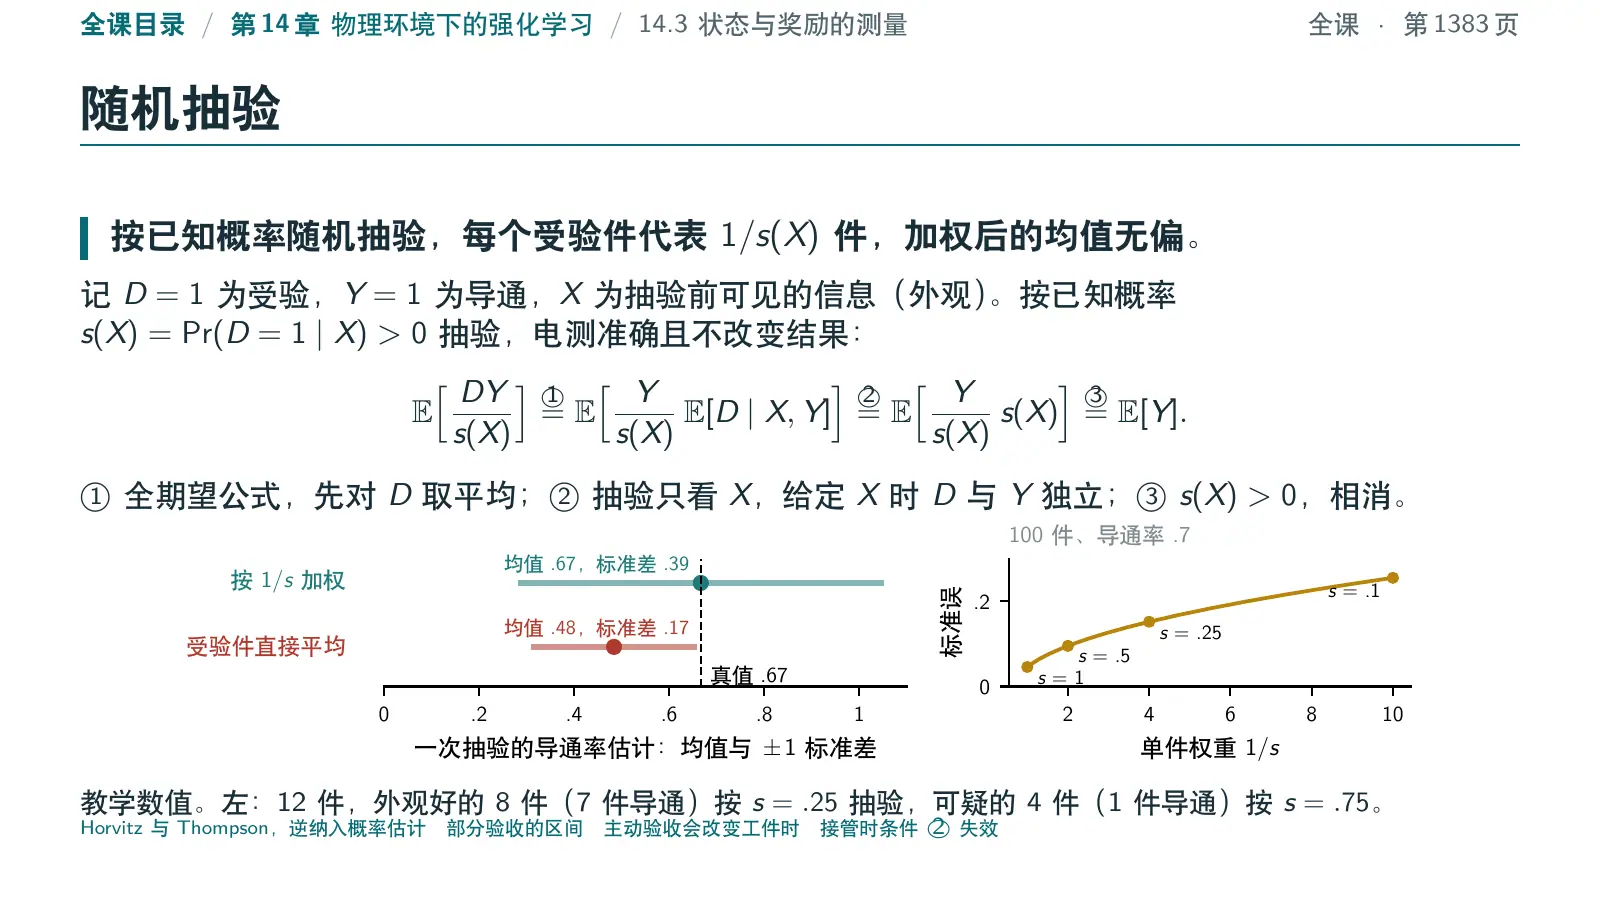 全课目录 / 第 14 章 物理环境下的强化学习 / 14.3 状态与奖励的测量
全课 · 第 1383 页
随机抽验
按已知概率随机抽验，每个受验件代表 1/s(X) 件，加权后的均值无偏。
记 D = 1 为受验，Y = 1 为导通，X 为抽验前可见的信息（外观）。按已知概率
s(X) = Pr(D = 1 | X) > 0 抽验，电测准确且不改变结果：
𝔼[DY/s(X)] ①= 𝔼[Y/s(X) 𝔼[D | X, Y]] ②= 𝔼[Y/s(X) s(X)] ③= 𝔼[Y].
① 全期望公式，先对 D 取平均；② 抽验只看 X，给定 X 时 D 与 Y 独立；③ s(X) > 0，相消。
按 1/s 加权
均值 .67，标准差 .39
受验件直接平均
均值 .48，标准差 .17
真值 .67
0 .2 .4 .6 .8 1
一次抽验的导通率估计：均值与 ±1 标准差
100 件、导通率 .7
标准误
.2
0
s = 1
s = .5
s = .25
s = .1
2 4 6 8 10
单件权重 1/s
教学数值。左：12 件，外观好的 8 件（7 件导通）按 s = .25 抽验，可疑的 4 件（1 件导通）按 s = .75。
Horvitz 与 Thompson，逆纳入概率估计 部分验收的区间 主动验收会改变工件时 接管时条件 ② 失效